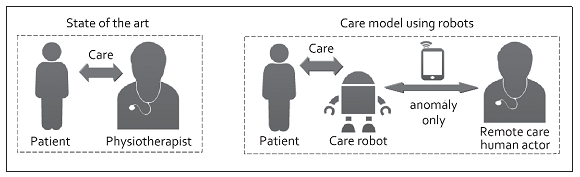 State of the art
Care
Patient
Physiotherapist
Care model using robots
Care
anomaly
only
Patient
Care robot
Remote care
human actor